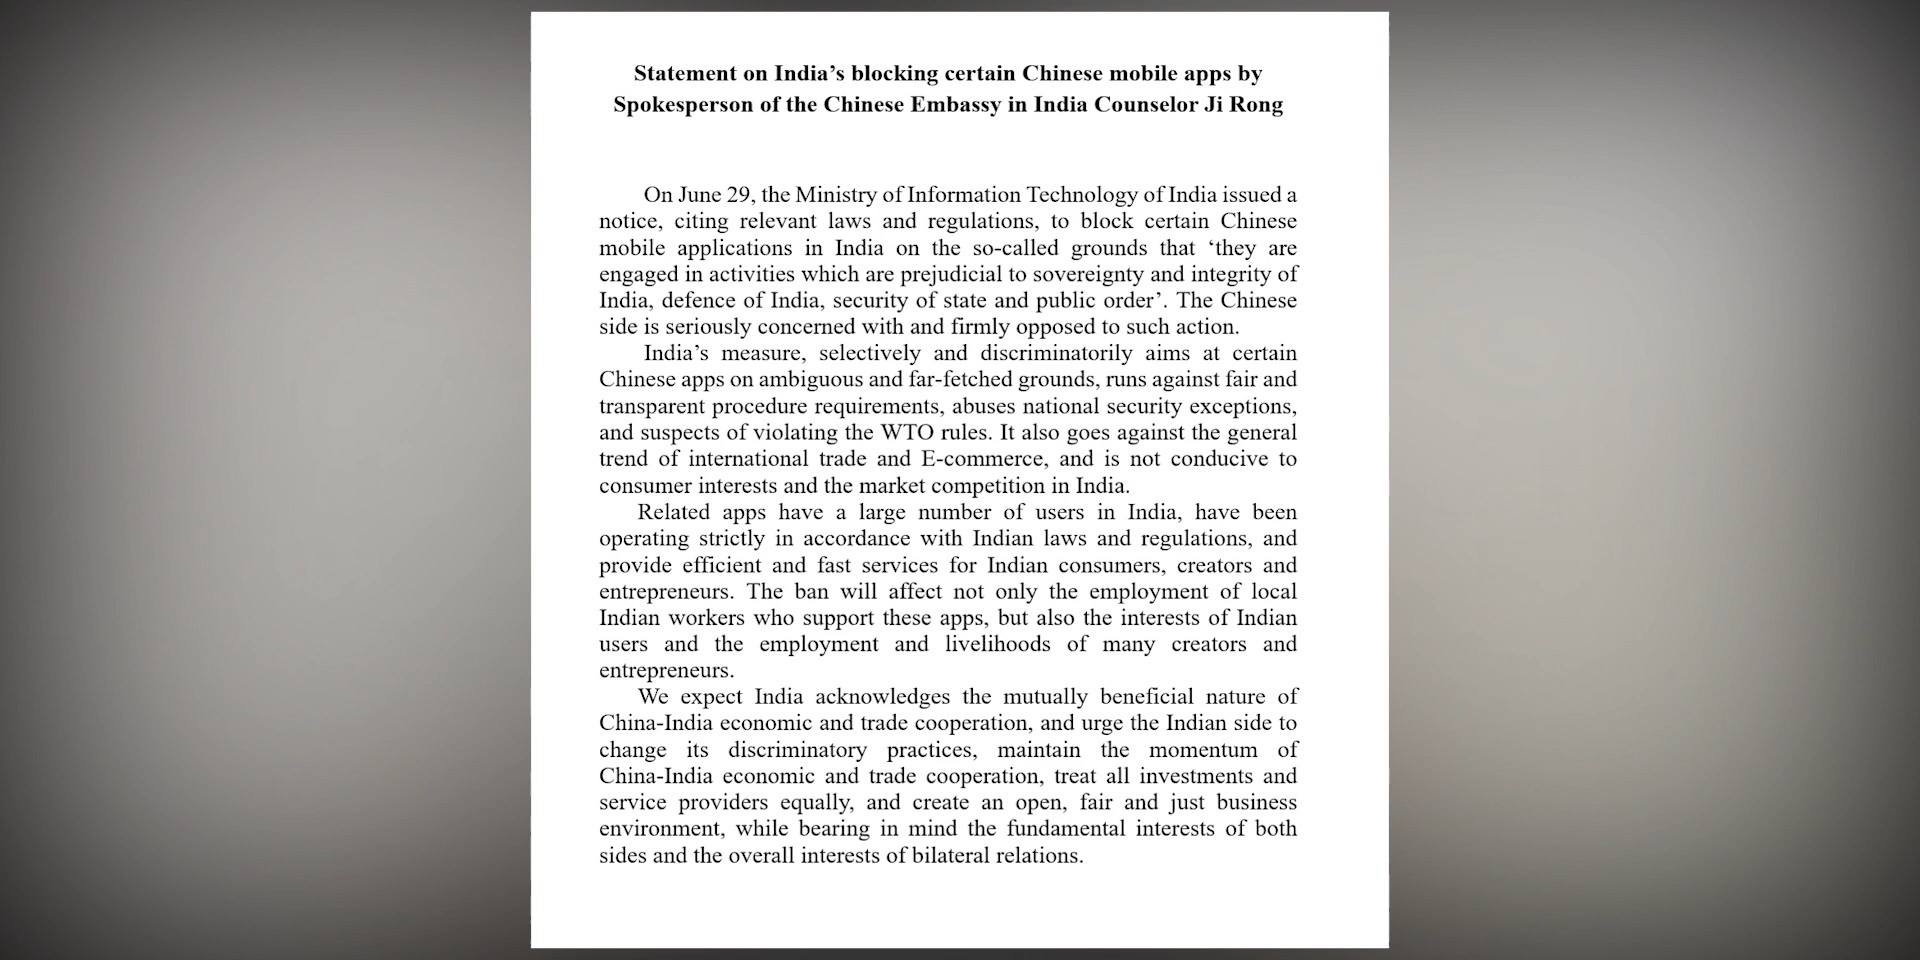 Statement on India’s blocking certain Chinese mobile apps by
Spokesperson of the Chinese Embassy in India Counselor Ji Rong
On June 29, the Ministry of Information Technology of India issued a
notice, citing relevant laws and regulations, to block certain Chinese
mobile applications in India on the so-called grounds that ‘they are
engaged in activities which are prejudicial to sovereignty and integrity of
India, defence of India, security of state and public order’. The Chinese
side is seriously concerned with and firmly opposed to such action.
India’s measure, selectively and discriminatorily aims at certain
Chinese apps on ambiguous and far-fetched grounds, runs against fair and
transparent procedure requirements, abuses national security exceptions,
and suspects of violating the WTO rules. It also goes against the general
trend of international trade and E-commerce, and is not conducive to
consumer interests and the market competition in India.
Related apps have a large number of users in India, have been
operating strictly in accordance with Indian laws and regulations, and
provide efficient and fast services for Indian consumers, creators and
entrepreneurs. The ban will affect not only the employment of local
Indian workers who support these apps, but also the interests of Indian
users and the employment and livelihoods of many creators and
entrepreneurs.
We expect India acknowledges the mutually beneficial nature of
China-India economic and trade cooperation, and urge the Indian side to
change its discriminatory practices, maintain the momentum of
China-India economic and trade cooperation, treat all investments and
service providers equally, and create an open, fair and just business
environment, while bearing in mind the fundamental interests of both
sides and the overall interests of bilateral relations.